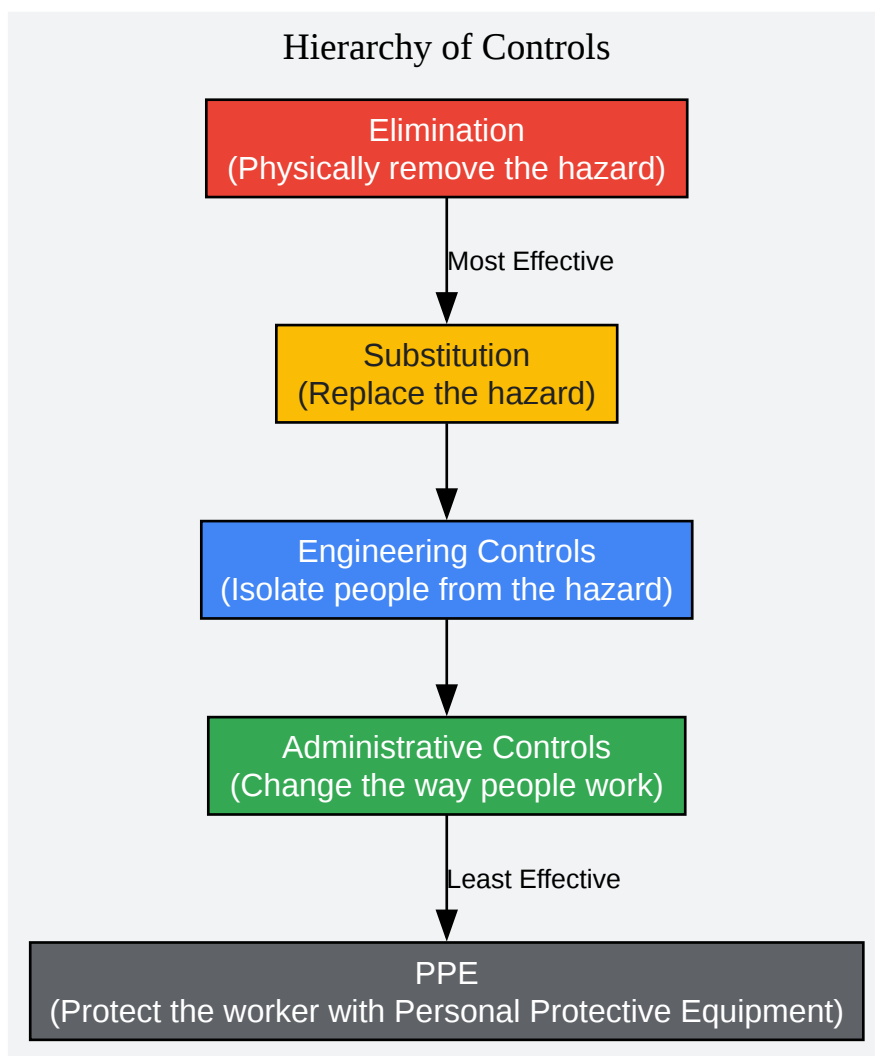 Hierarchy of Controls
Elimination
(Physically remove the hazard)
Most Effective
Substitution
(Replace the hazard)
Engineering Controls
(Isolate people from the hazard)
Administrative Controls
(Change the way people work)
Least Effective
PPE
(Protect the worker with Personal Protective Equipment)